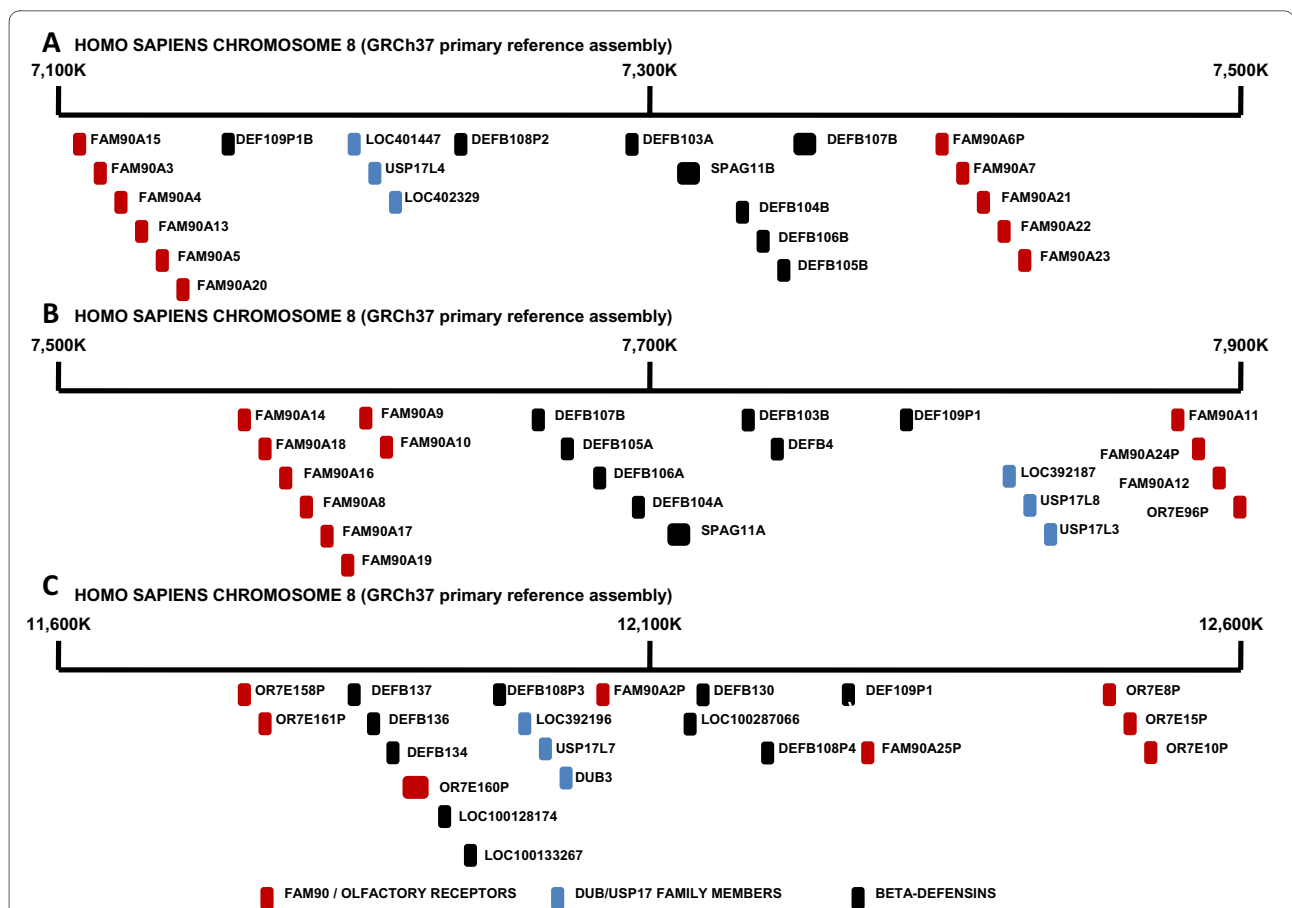 A HOMO SAPIENS CHROMOSOME 8 (GRCh37 primary reference assembly)
7,100K 7,300K 7,500K
FAM90A15 DEF109P1B LOC401447 DEFB108P2 DEFB103A DEFB107B FAM90A6P
FAM90A3 USP17L4 SPAG11B FAM90A7
FAM90A4 LOC402329 DEFB104B FAM90A21
FAM90A13 DEFB106B FAM90A22
FAM90A5 DEFB105B FAM90A23
FAM90A20
B HOMO SAPIENS CHROMOSOME 8 (GRCh37 primary reference assembly)
7,500K 7,700K 7,900K
FAM90A14 FAM90A9 DEFB107B DEFB103B DEF109P1 FAM90A11
FAM90A18 FAM90A10 DEFB105A DEFB4 FAM90A24P
FAM90A16 DEFB106A LOC392187 FAM90A12
FAM90A8 DEFB104A USP17L8 OR7E96P
FAM90A17 SPAG11A USP17L3
FAM90A19
C HOMO SAPIENS CHROMOSOME 8 (GRCh37 primary reference assembly)
11,600K 12,100K 12,600K
OR7E158P DEFB137 DEFB108P3 FAM90A2P DEFB130 DEF109P1 OR7E8P
OR7E161P DEFB136 LOC392196 LOC100287066 OR7E15P
DEFB134 USP17L7 DEFB108P4 FAM90A25P OR7E10P
OR7E160P DUB3
LOC100128174
LOC100133267
FAM90 / OLFACTORY RECEPTORS DUB/USP17 FAMILY MEMBERS BETA-DEFENSINS